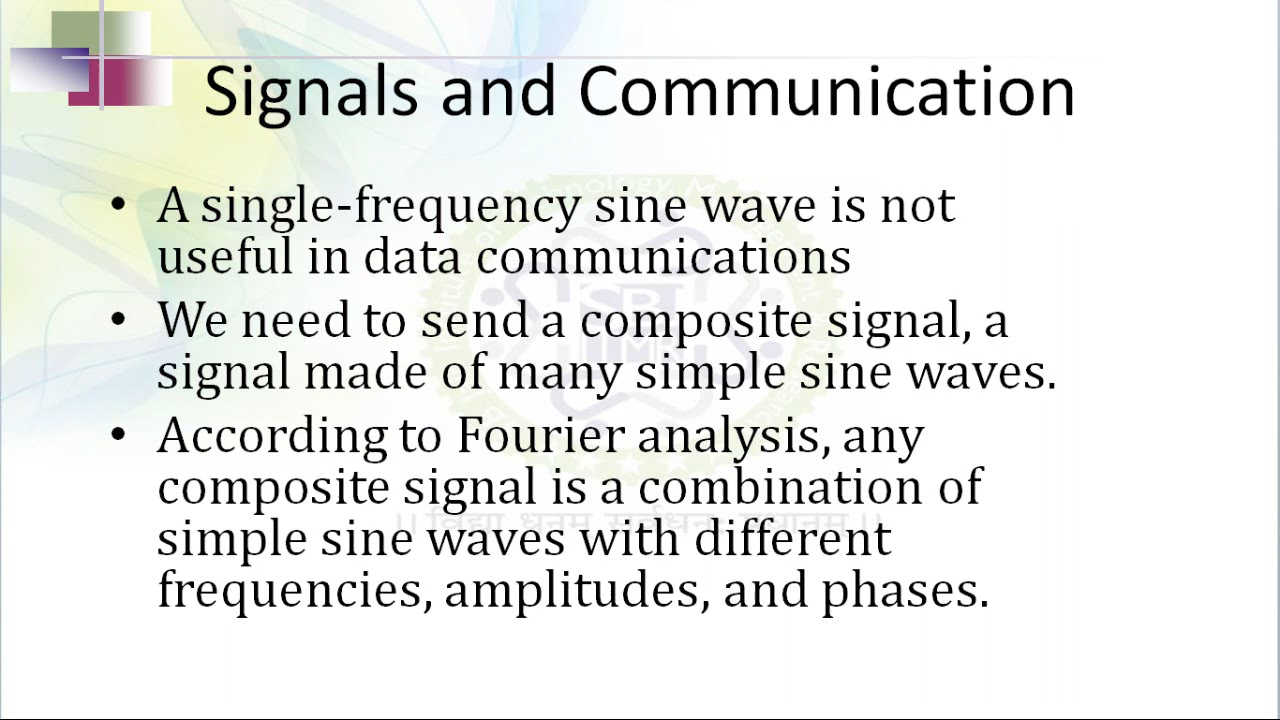 Signals and Communication
• A single-frequency sine wave is not
useful in data communications
• We need to send a composite signal, a
signal made of many simple sine waves.
• According to Fourier analysis, any
composite signal is a combination of
simple sine waves with different
frequencies, amplitudes, and phases.